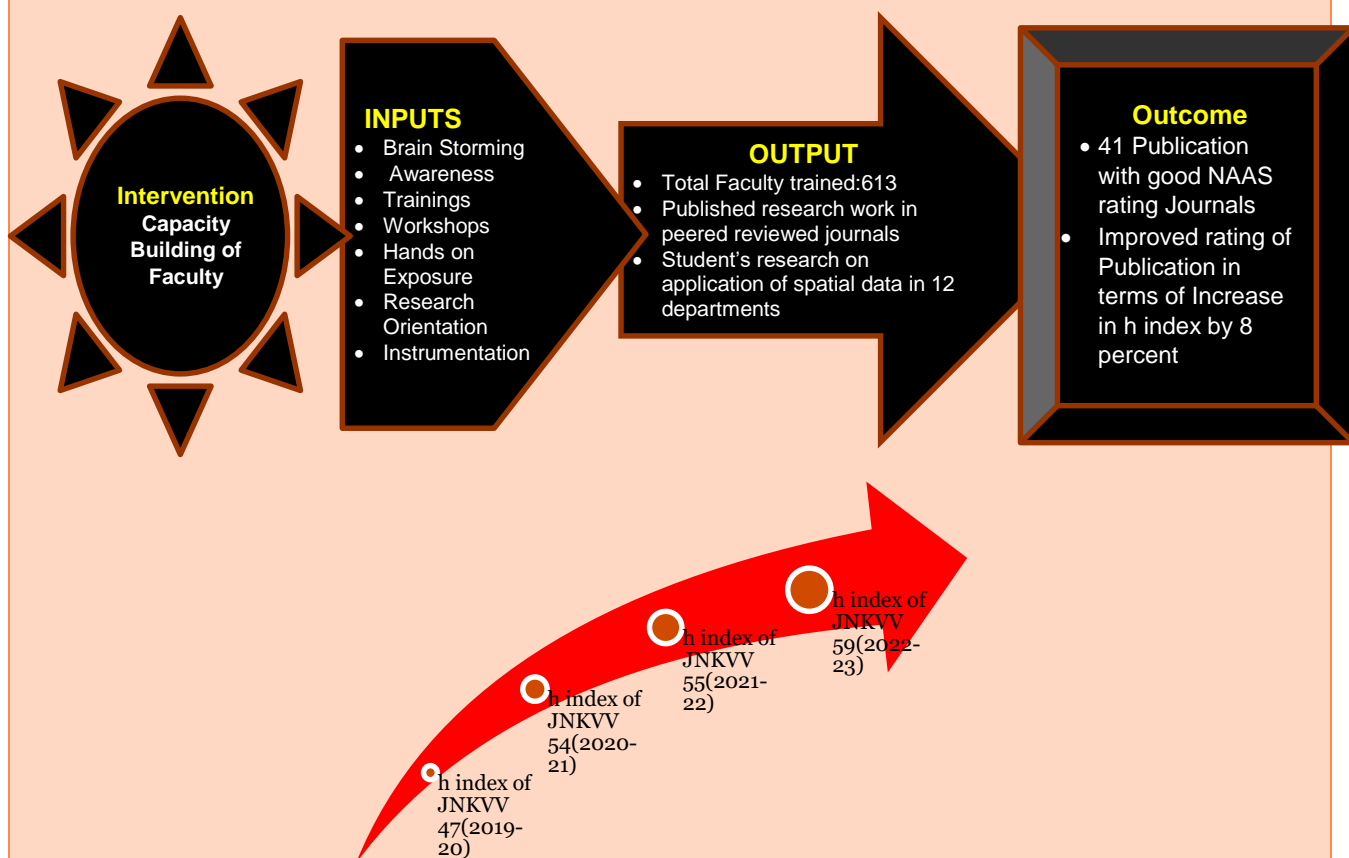 Intervention
Capacity
Building of
Faculty
INPUTS
• Brain Storming
• Awareness
• Trainings
• Workshops
• Hands on
Exposure
• Research
Orientation
• Instrumentation
OUTPUT
• Total Faculty trained:613
• Published research work in
peered reviewed journals
• Student's research on
application of spatial data in 12
departments
Outcome
• 41 Publication
with good NAAS
rating Journals
• Improved rating of
Publication in
terms of Increase
in h index by 8
percent
h index of
JNKVV
47(2019-
20)
h index of
JNKVV
54(2020-
21)
h index of
JNKVV
55(2021-
22)
h index of
JNKVV
59(2022-
23)